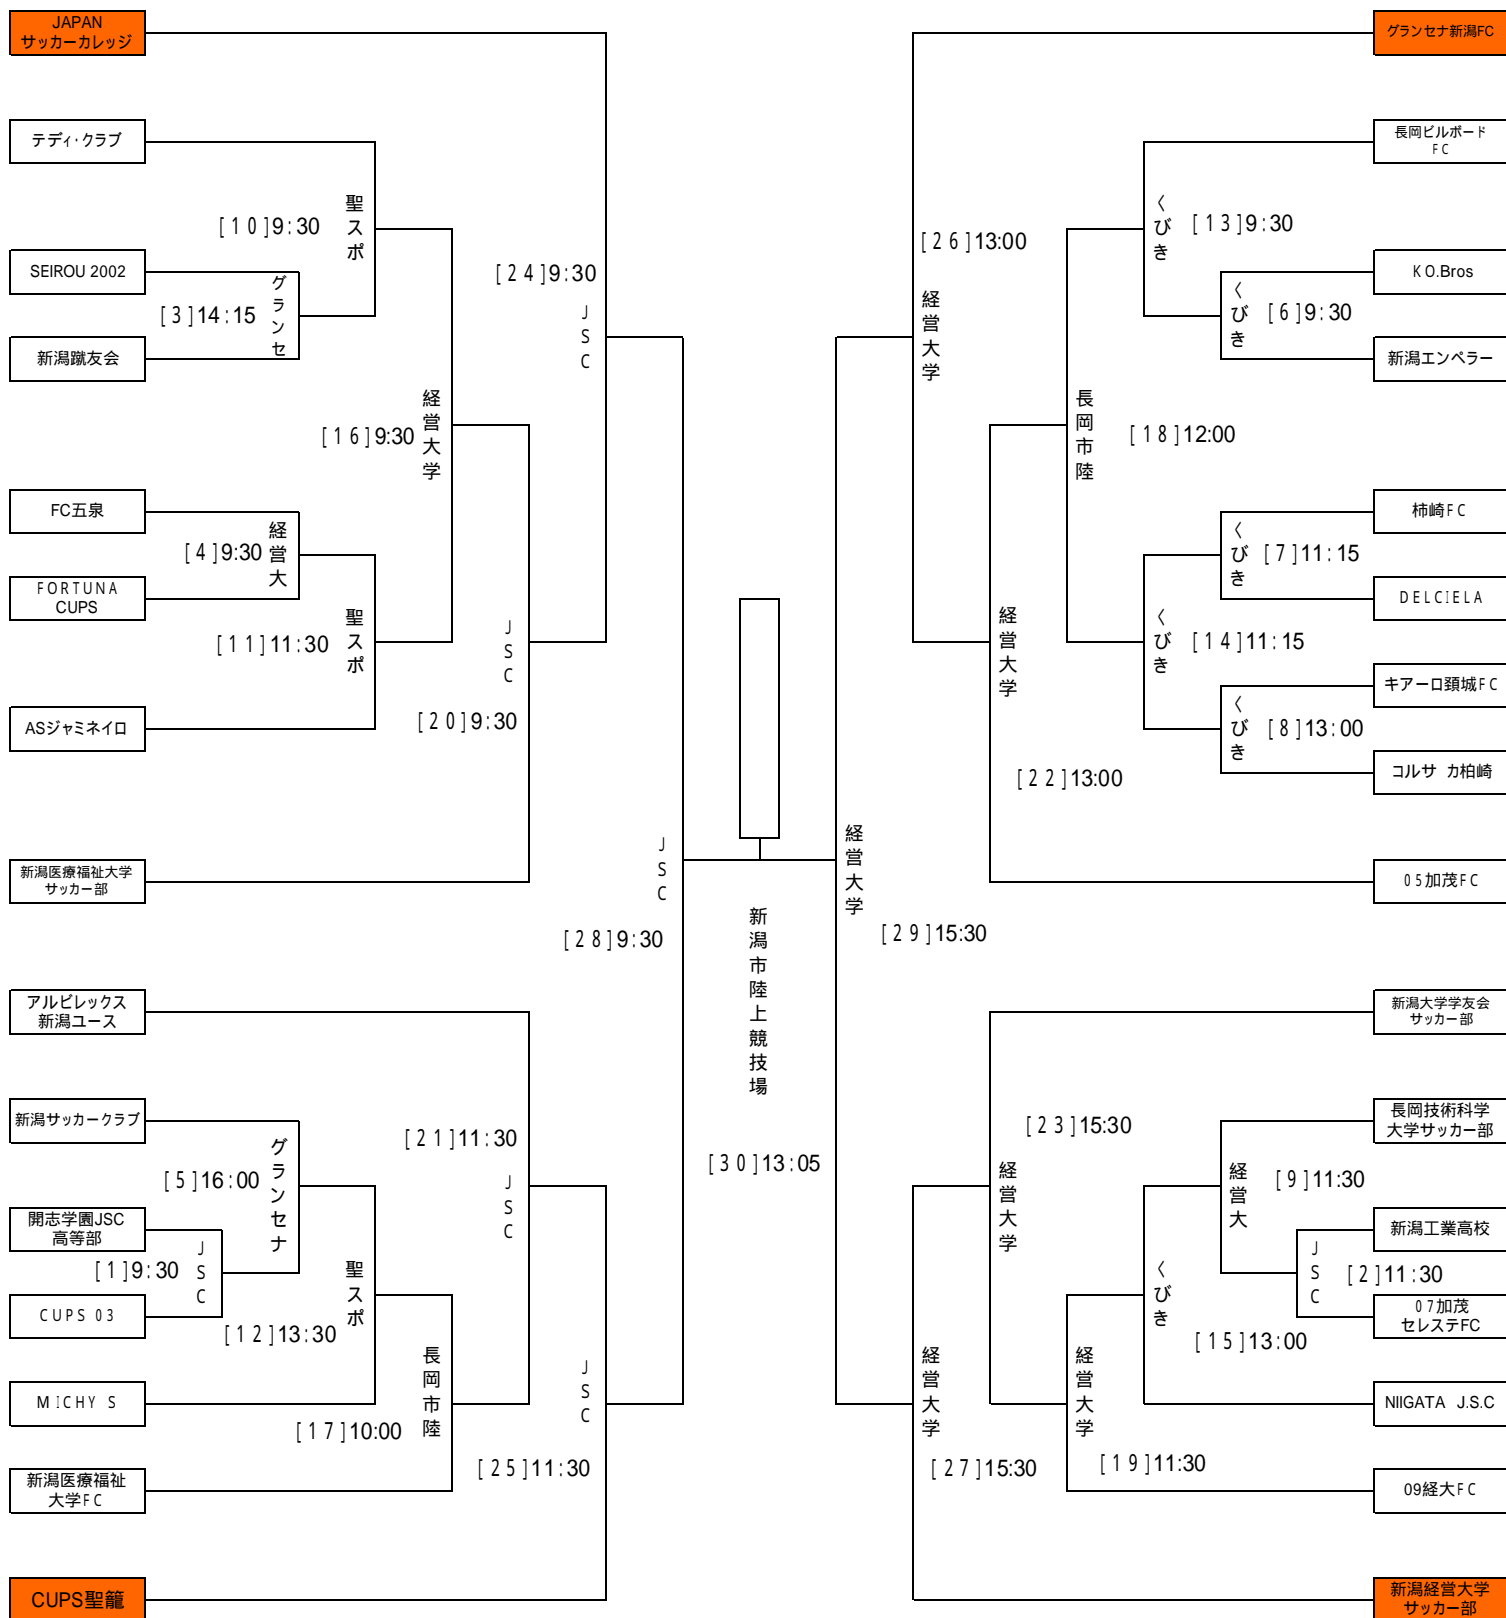 JAPAN
サッカーカレッジ
テディ・クラブ
[10]9:30
聖スポ
SEIROU 2002
[3]14:15
グランセ
新潟蹴友会
[24]9:30
JSC
[16]9:30
経営大学
FC五泉
[4]9:30
経営大
FORTUNA
CUPS
[11]11:30
聖スポ
JSC
ASジャミネイロ
[20]9:30
新潟医療福祉大学
サッカー部
JSC
[28]9:30
アルビレックス
新潟ユース
新潟サッカークラブ
[21]11:30
JSC
[5]16:00
グランセナ
開志学園JSC
高等部
[1]9:30
JSC
CUPS 03
[12]13:30
聖スポ
MICHY S
[17]10:00
長岡市陸
JSC
[25]11:30
新潟医療福祉
大学FC
CUPS聖籠
新潟市陸上競技場
[30]13:05
グランセナ新潟FC
長岡ビルボード
FC
[26]13:00
経営大学
くびき
[13]9:30
KO.Bros
くびき
[6]9:30
新潟エンペラー
長岡市陸
[18]12:00
柿崎FC
くびき
[7]11:15
DELCIELA
経営大学
くびき
[14]11:15
キアーロ頚城FC
くびき
[8]13:00
コルサ カ柏崎
[22]13:00
経営大学
05加茂FC
[29]15:30
新潟大学学友会
サッカー部
[23]15:30
経営大学
長岡技術科学
大学サッカー部
経営大
[9]11:30
新潟工業高校
JSC
[2]11:30
07加茂
セレステFC
くびき
[15]13:00
経営大学
経営大学
NIIGATA J.S.C
[27]15:30
[19]11:30
09経大FC
新潟経営大学
サッカー部